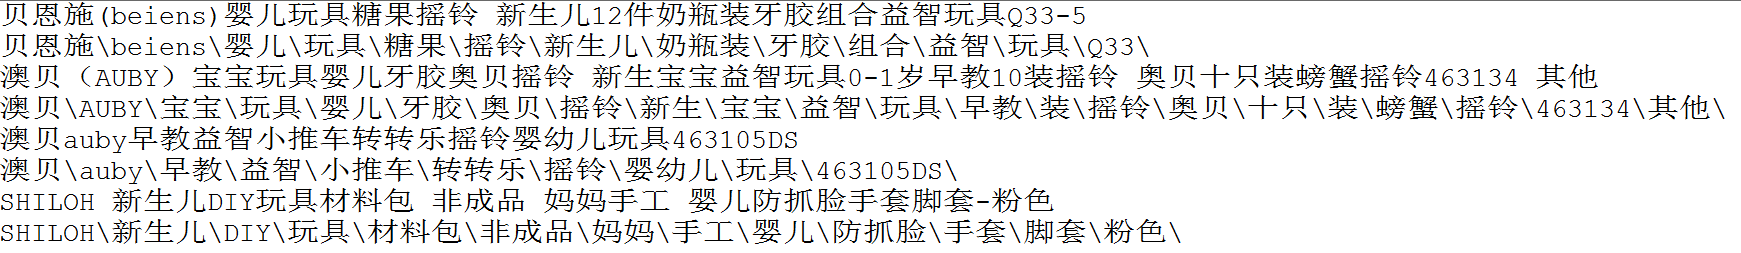 贝恩施(beiens)婴儿玩具糖果摇铃 新生儿12件奶瓶装牙胶组合益智玩具Q33-5
贝恩施\beiens\婴儿\玩具\糖果\摇铃\新生儿\奶瓶装\牙胶\组合\益智\玩具\Q33\
澳贝（AUBY）宝宝玩具婴儿牙胶奥贝摇铃 新生宝宝益智玩具0-1岁早教10装摇铃 奥贝十只装螃蟹摇铃463134 其他
澳贝\AUBY\宝宝\玩具\婴儿\牙胶\奥贝\摇铃\新生\宝宝\益智\玩具\早教\装\摇铃\奥贝\十只\装\螃蟹\摇铃\463134\其他\
澳贝auby早教益智小推车转转乐摇铃婴幼儿玩具463105DS
澳贝\auby\早教\益智\小推车\转转乐\摇铃\婴幼儿\玩具\463105DS\
SHILOH 新生儿DIY玩具材料包 非成品 妈妈手工 婴儿防抓脸手套脚套-粉色
SHILOH\新生儿\DIY\玩具\材料包\非成品\妈妈\手工\婴儿\防抓脸\手套\脚套\粉色\